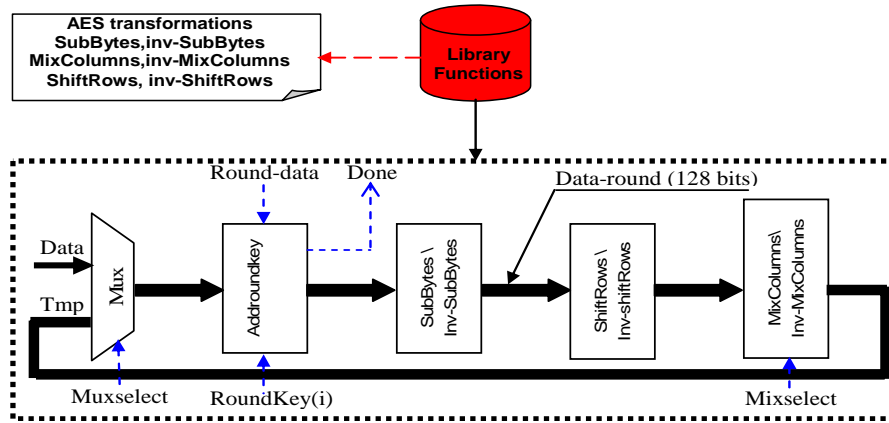 AES transformations
SubBytes,inv-SubBytes
MixColumns,inv-MixColumns
ShiftRows, inv-ShiftRows
Library
Functions
Round-data
Done
Data-round (128 bits)
Data
Tmp
Mux
Addroundkey
SubBytes \
Inv-SubBytes
ShiftRows \
Inv-shiftRows
MixColumns\
Inv-MixColumns
Muxselect
RoundKey(i)
Mixselect